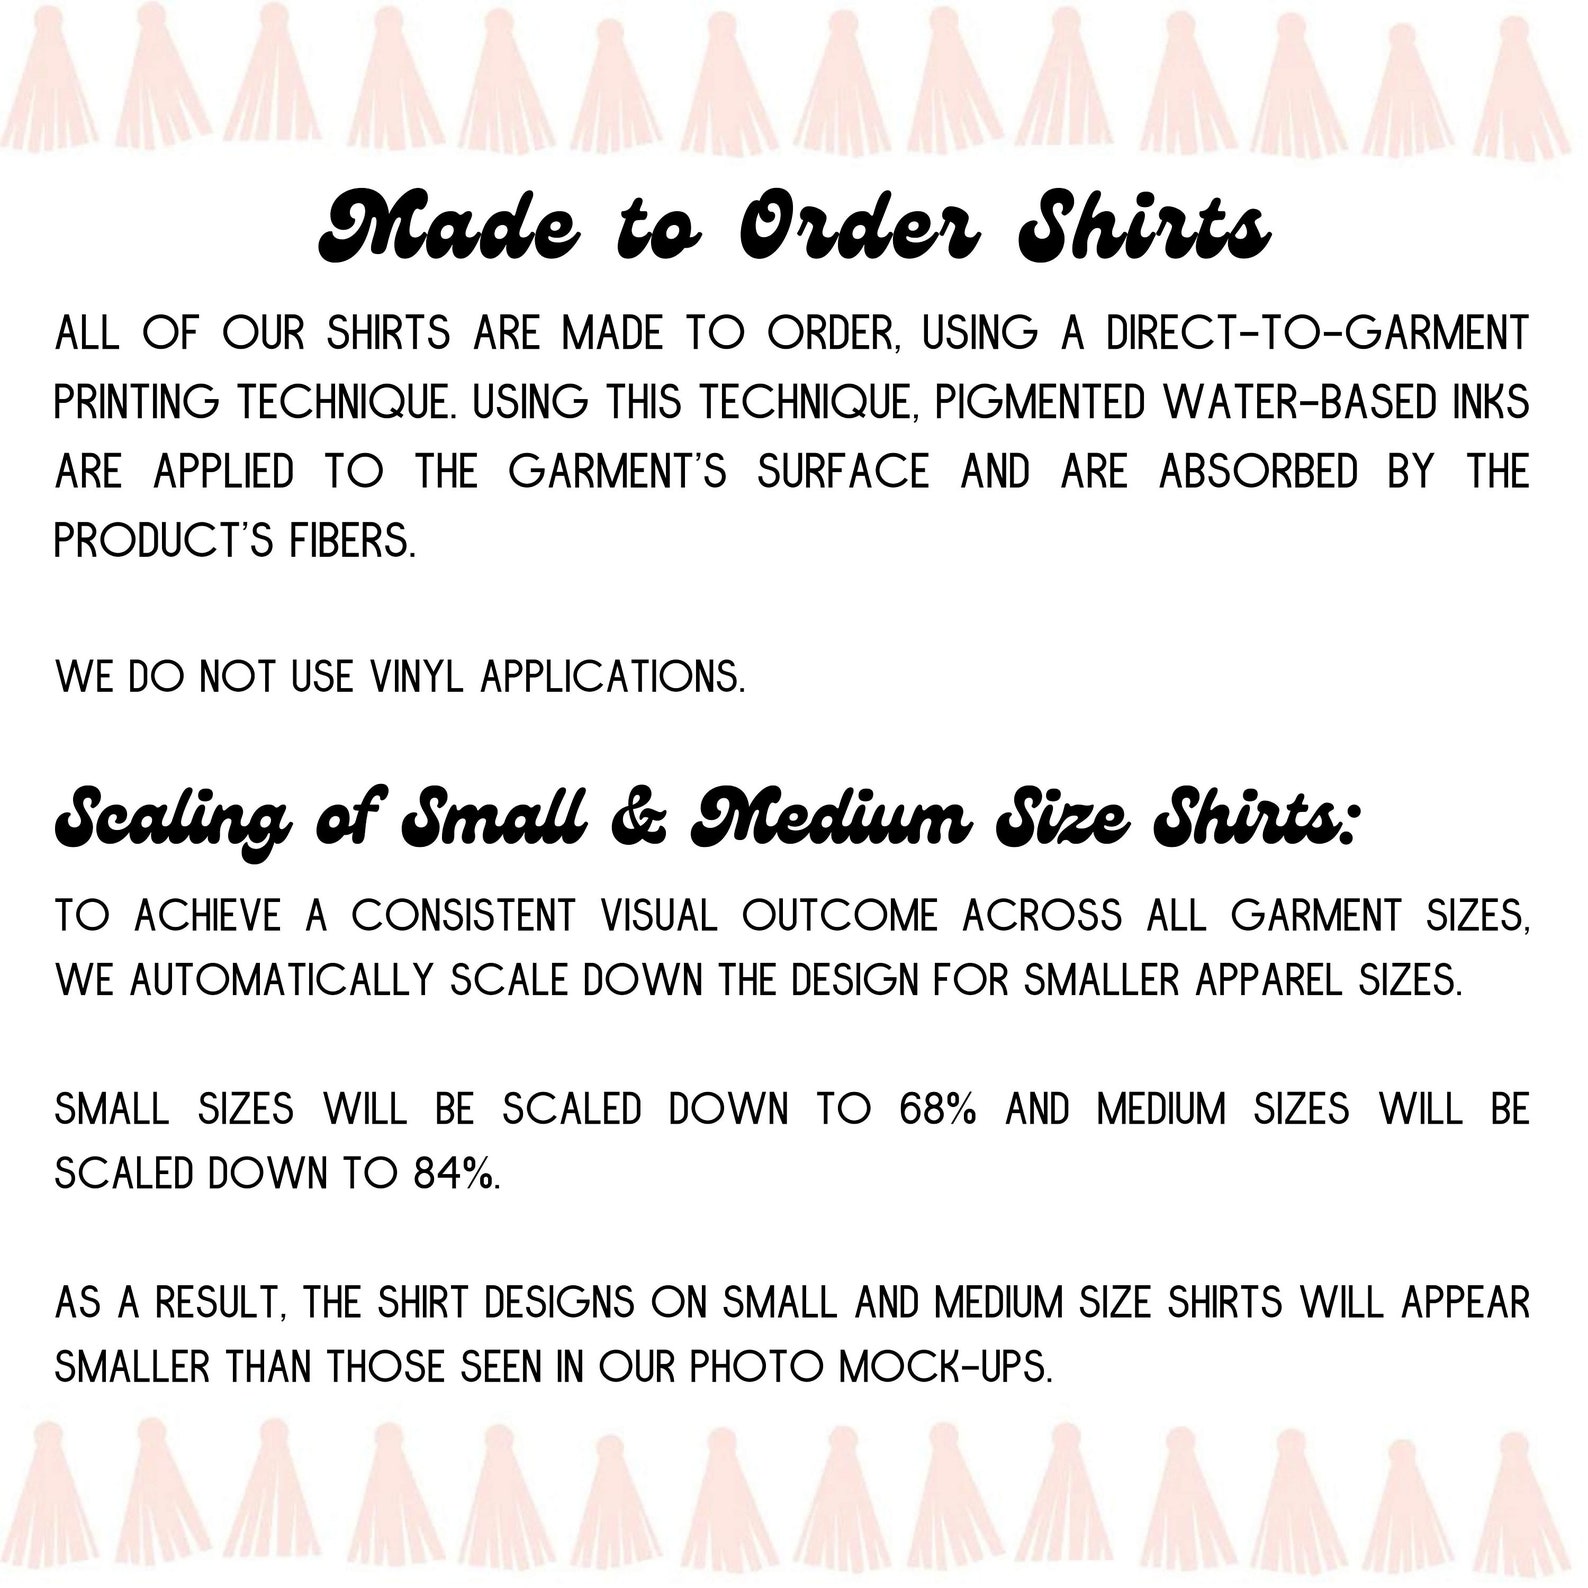 Made to Order Shirts
ALL OF OUR SHIRTS ARE MADE TO ORDER, USING A DIRECT-TO-GARMENT
PRINTING TECHNIQUE. USING THIS TECHNIQUE, PIGMENTED WATER-BASED INKS
ARE APPLIED TO THE GARMENT'S SURFACE AND ARE ABSORBED BY THE
PRODUCT'S FIBERS.
WE DO NOT USE VINYL APPLICATIONS.
Scaling of Small & Medium Size Shirts:
TO ACHIEVE A CONSISTENT VISUAL OUTCOME ACROSS ALL GARMENT SIZES,
WE AUTOMATICALLY SCALE DOWN THE DESIGN FOR SMALLER APPAREL SIZES.
SMALL SIZES WILL BE SCALED DOWN TO 68% AND MEDIUM SIZES WILL BE
SCALED DOWN TO 84%.
AS A RESULT, THE SHIRT DESIGNS ON SMALL AND MEDIUM SIZE SHIRTS WILL APPEAR
SMALLER THAN THOSE SEEN IN OUR PHOTO MOCK-UPS.